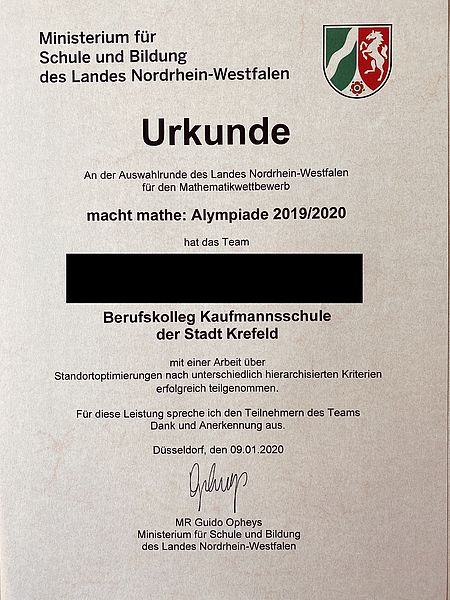 Ministerium für
Schule und Bildung
des Landes Nordrhein-Westfalen
Urkunde
An der Auswahlrunde des Landes Nordrhein-Westfalen
für den Mathematikwettbewerb
macht mathe: Alympiade 2019/2020
hat das Team
Berufskolleg Kaufmannsschule
der Stadt Krefeld
mit einer Arbeit über
Standortoptimierungen nach unterschiedlich hierarchisierten Kriterien
erfolgreich teilgenommen.
Für diese Leistung spreche ich den Teilnehmern des Teams
Dank und Anerkennung aus.
Düsseldorf, den 09.01.2020
Opheys
MR Guido Opheys
Ministerium für Schule und Bildung
des Landes Nordrhein-Westfalen